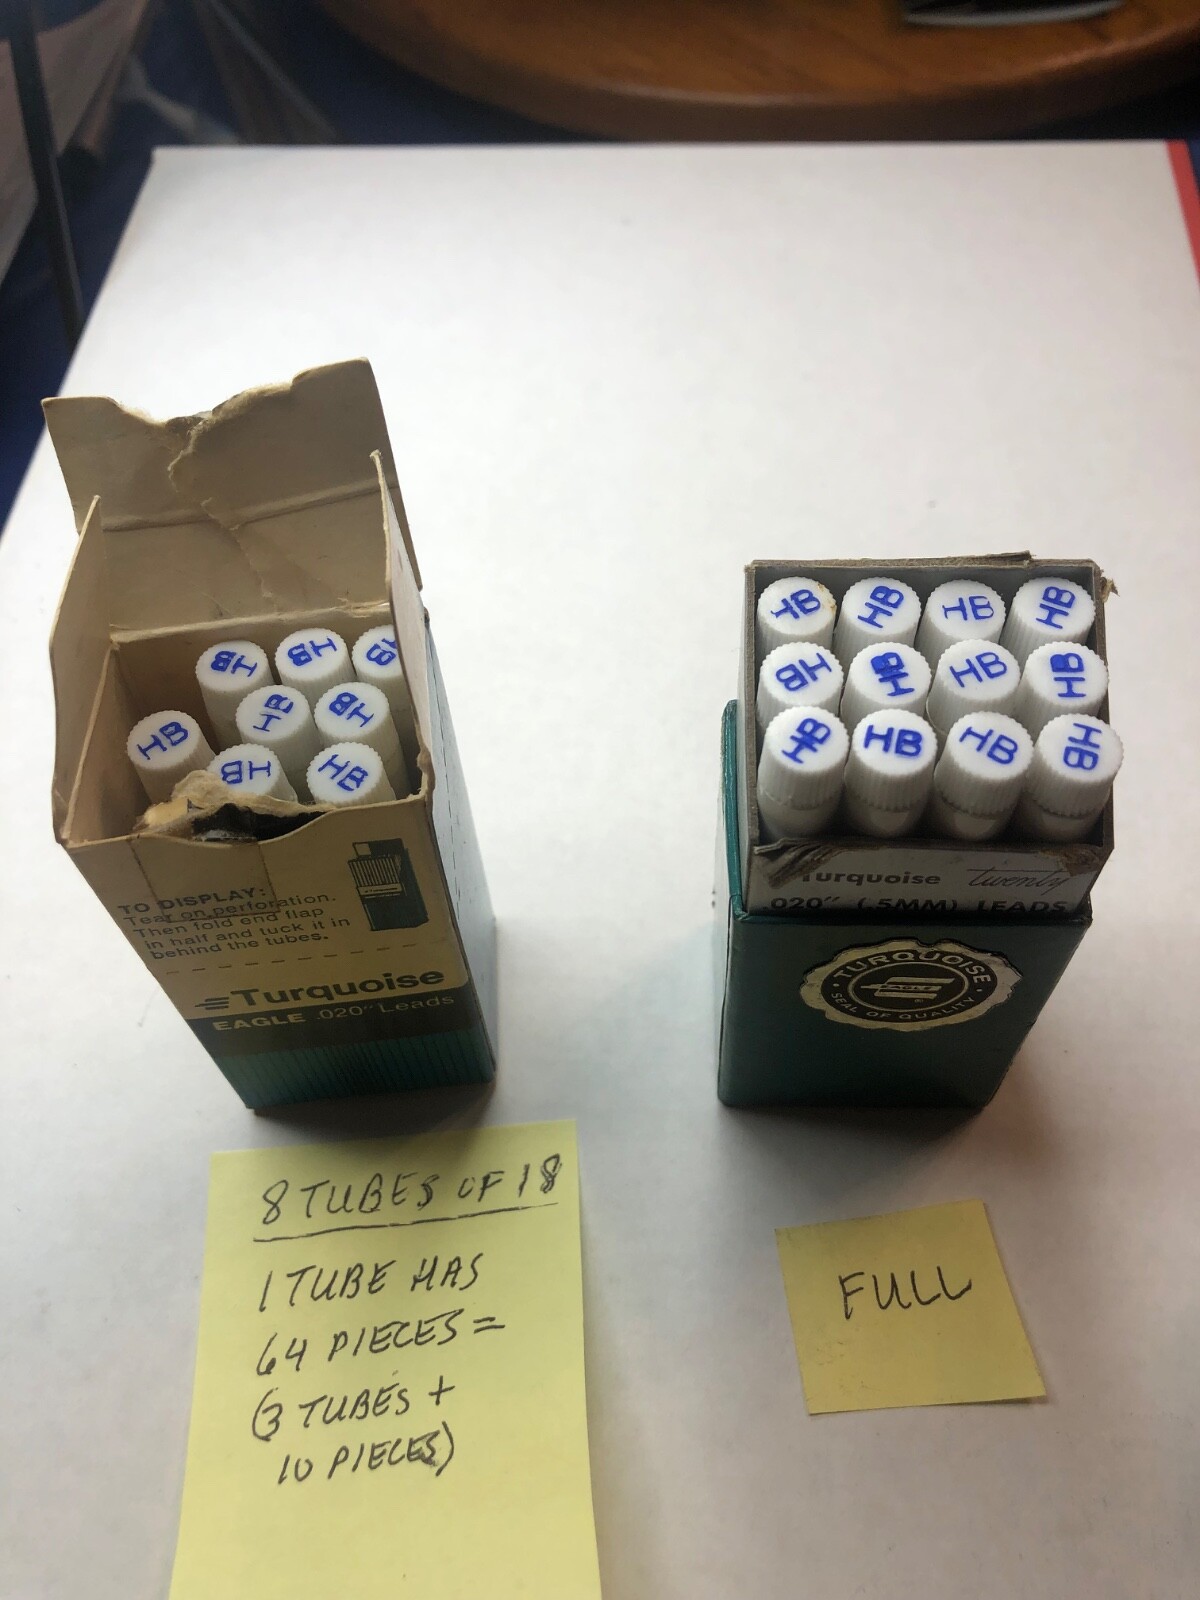 HB
HB
HB
HB
HB
HB
HB
HB
TO DISPLAY:
Tear on perforation.
Then fold end flap
in half and tuck it in
behind the tubes.
Turquoise
EAGLE .020" Leads
HB HB HB HB
HB HB HB HB
HB HB HB HB
Turquoise twenty
.020" (.5MM) LEADS
TURQUOISE
EAGLE
SEAL OF QUALITY
8 TUBES OF 18
1 TUBE HAS
64 PIECES =
(3 TUBES +
10 PIECES)
FULL